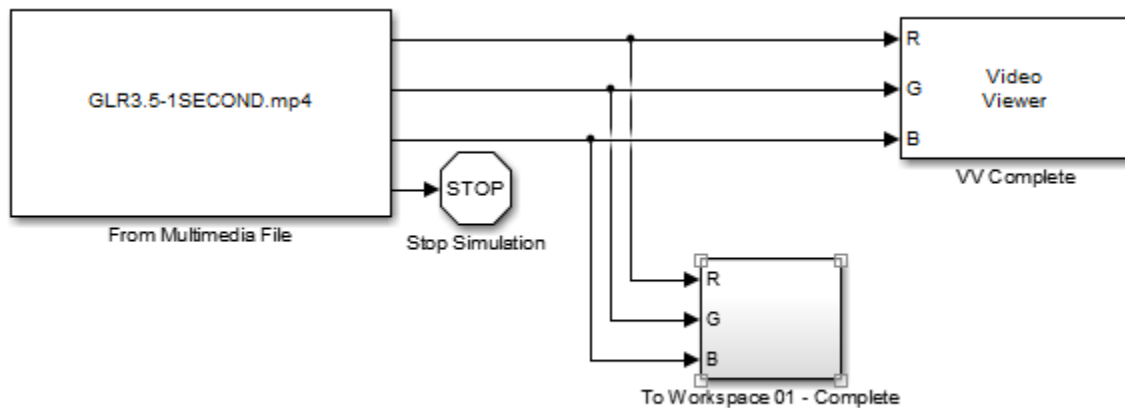 GLR3.5-1SECOND.mp4
From Multimedia File
STOP
Stop Simulation
R
G
B
Video
Viewer
VV Complete
R
G
B
To Workspace 01 - Complete